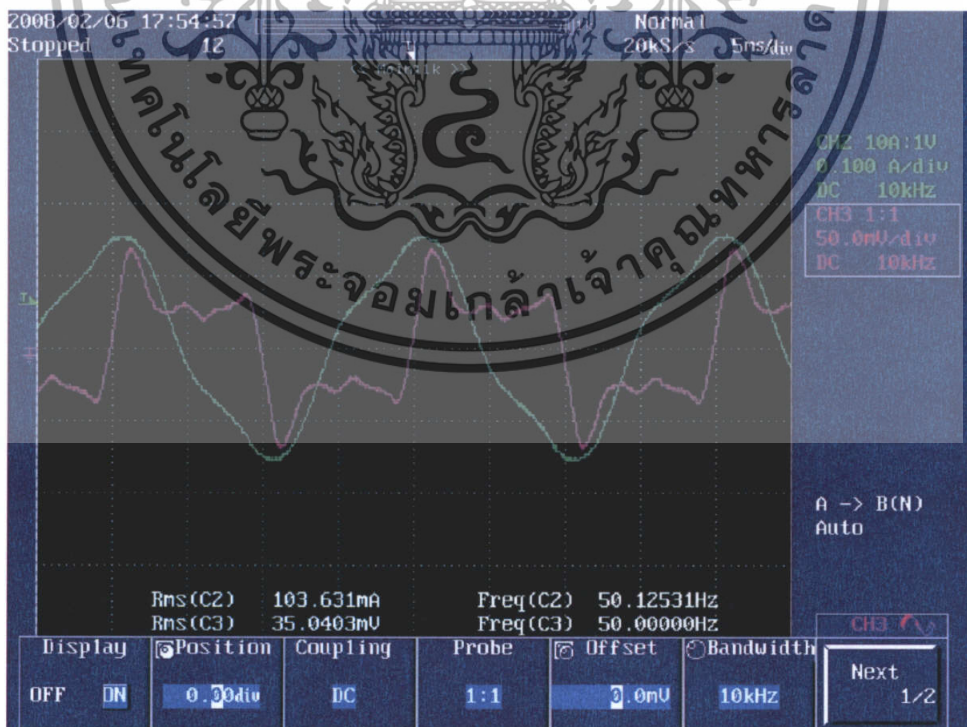 2008/02/06 17:54:57
Normal
Stopped 12
20kS/s 5ms/div
CH2 10A:1V
0.100 A/div
DC 10kHz
CH3 1:1
50.0mV/div
DC 10kHz
เทคโนโลยีพระจอมเกล้าเจ้าคุณทหารลาด
A -> B(N)
Auto
Rms(C2) 103.631mA Freq(C2) 50.12531Hz
Rms(C3) 35.0403mV Freq(C3) 50.00000Hz
CH3
Display Position Coupling Probe Offset Bandwidth
Next
OFF ON 0.00div DC 1:1 0.0mV 10kHz 1/2